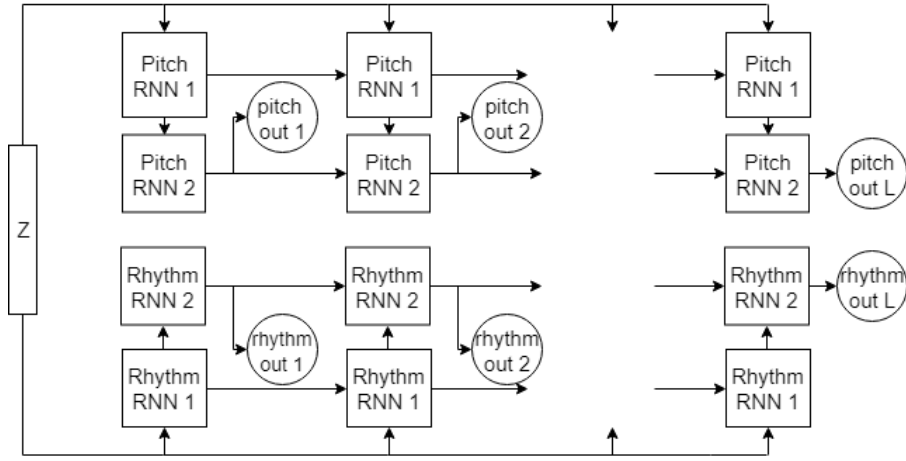 Pitch
RNN 1
Pitch
RNN 1
Pitch
RNN 1
pitch
out 1
pitch
out 2
Pitch
RNN 2
Pitch
RNN 2
Pitch
RNN 2
pitch
out L
Z
Rhythm
RNN 2
Rhythm
RNN 2
Rhythm
RNN 2
rhythm
out L
rhythm
out 1
rhythm
out 2
Rhythm
RNN 1
Rhythm
RNN 1
Rhythm
RNN 1